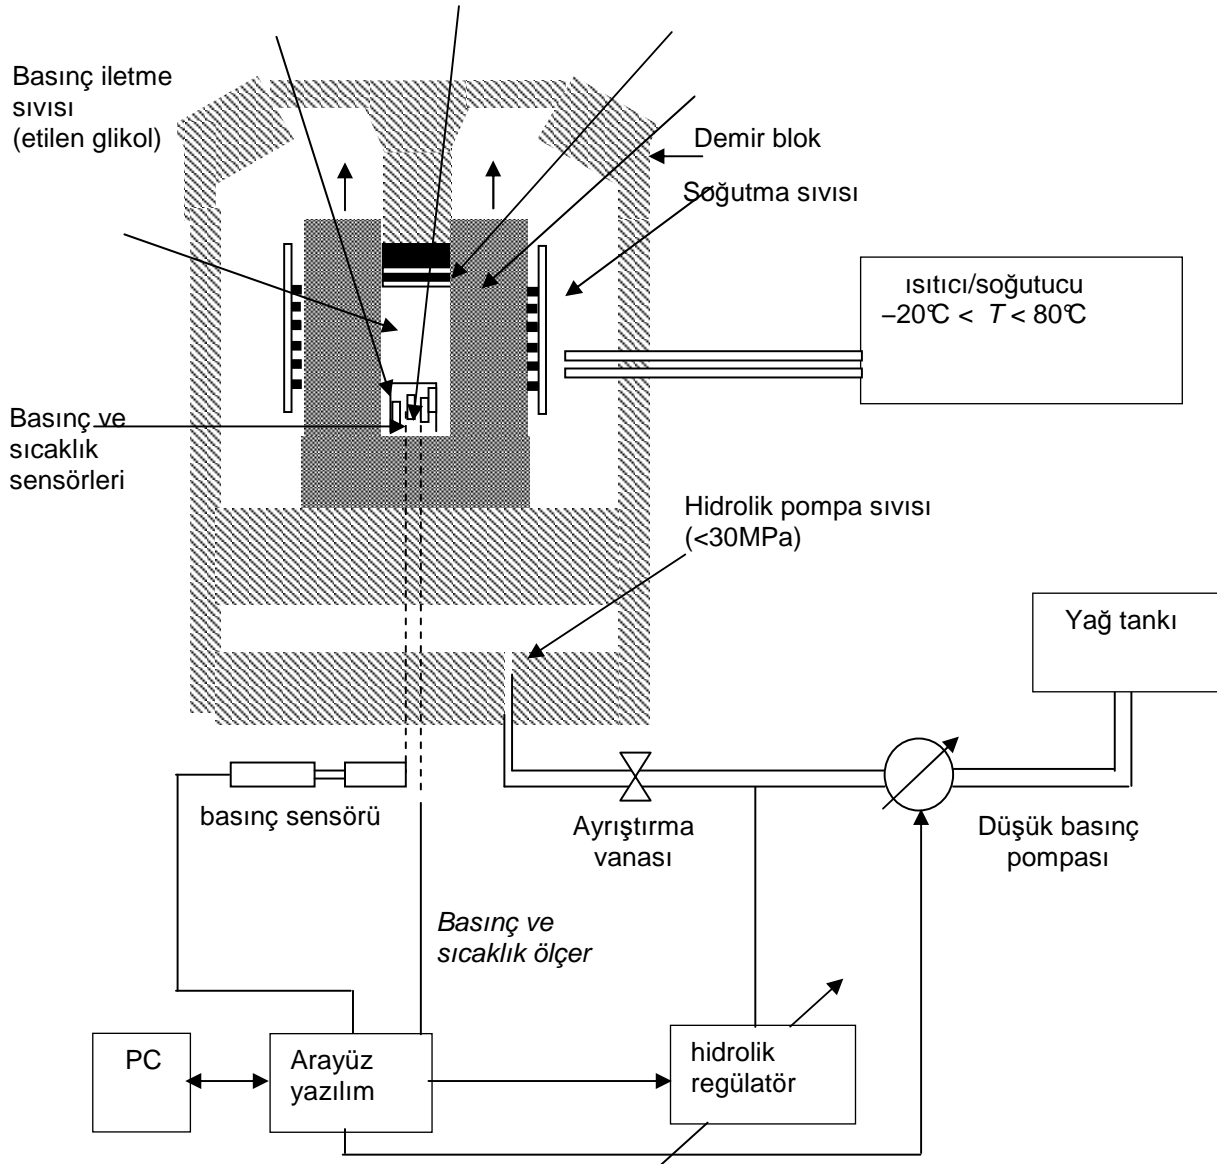 Basınç iletme
sıvısı
(etilen glikol)
Demir blok
Soğutma sıvısı
ısıtıcı/soğutucu
–20°C < T < 80°C
Basınç ve
sıcaklık
sensörleri
Hidrolik pompa sıvısı
(<30MPa)
Yağ tankı
basınç sensörü
Ayrıştırma
vanası
Düşük basınç
pompası
Basınç ve
sıcaklık ölçer
PC
Arayüz
yazılım
hidrolik
regülatör